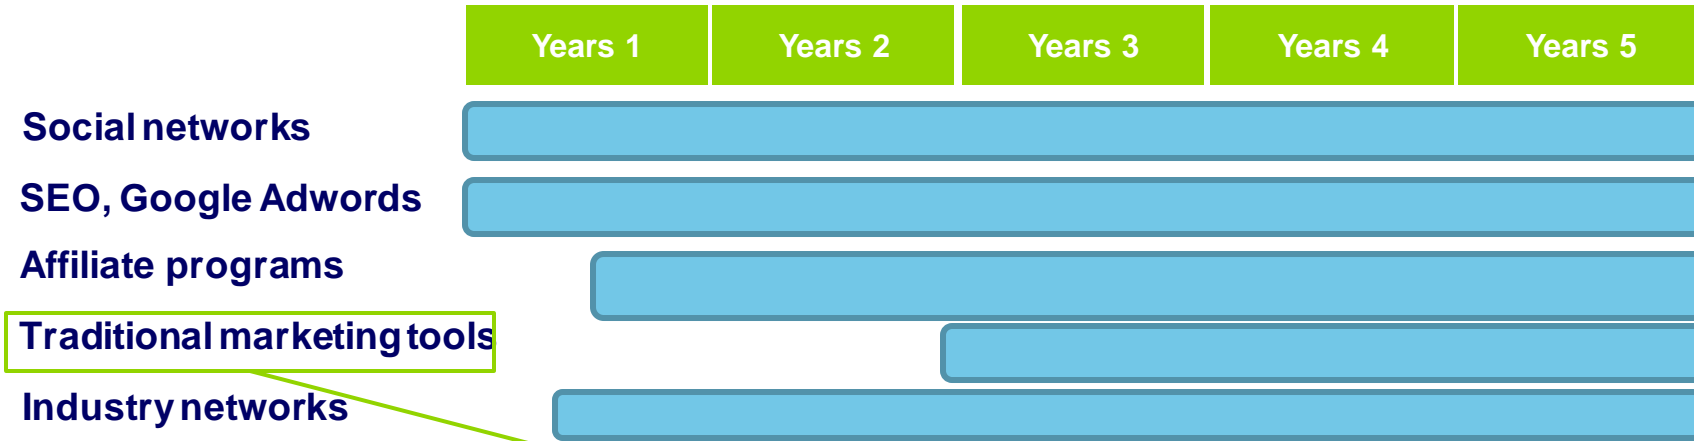 Years 1 Years 2 Years 3 Years 4 Years 5
Social networks
SEO, Google Adwords
Affiliate programs
Traditional marketing tools
Industry networks